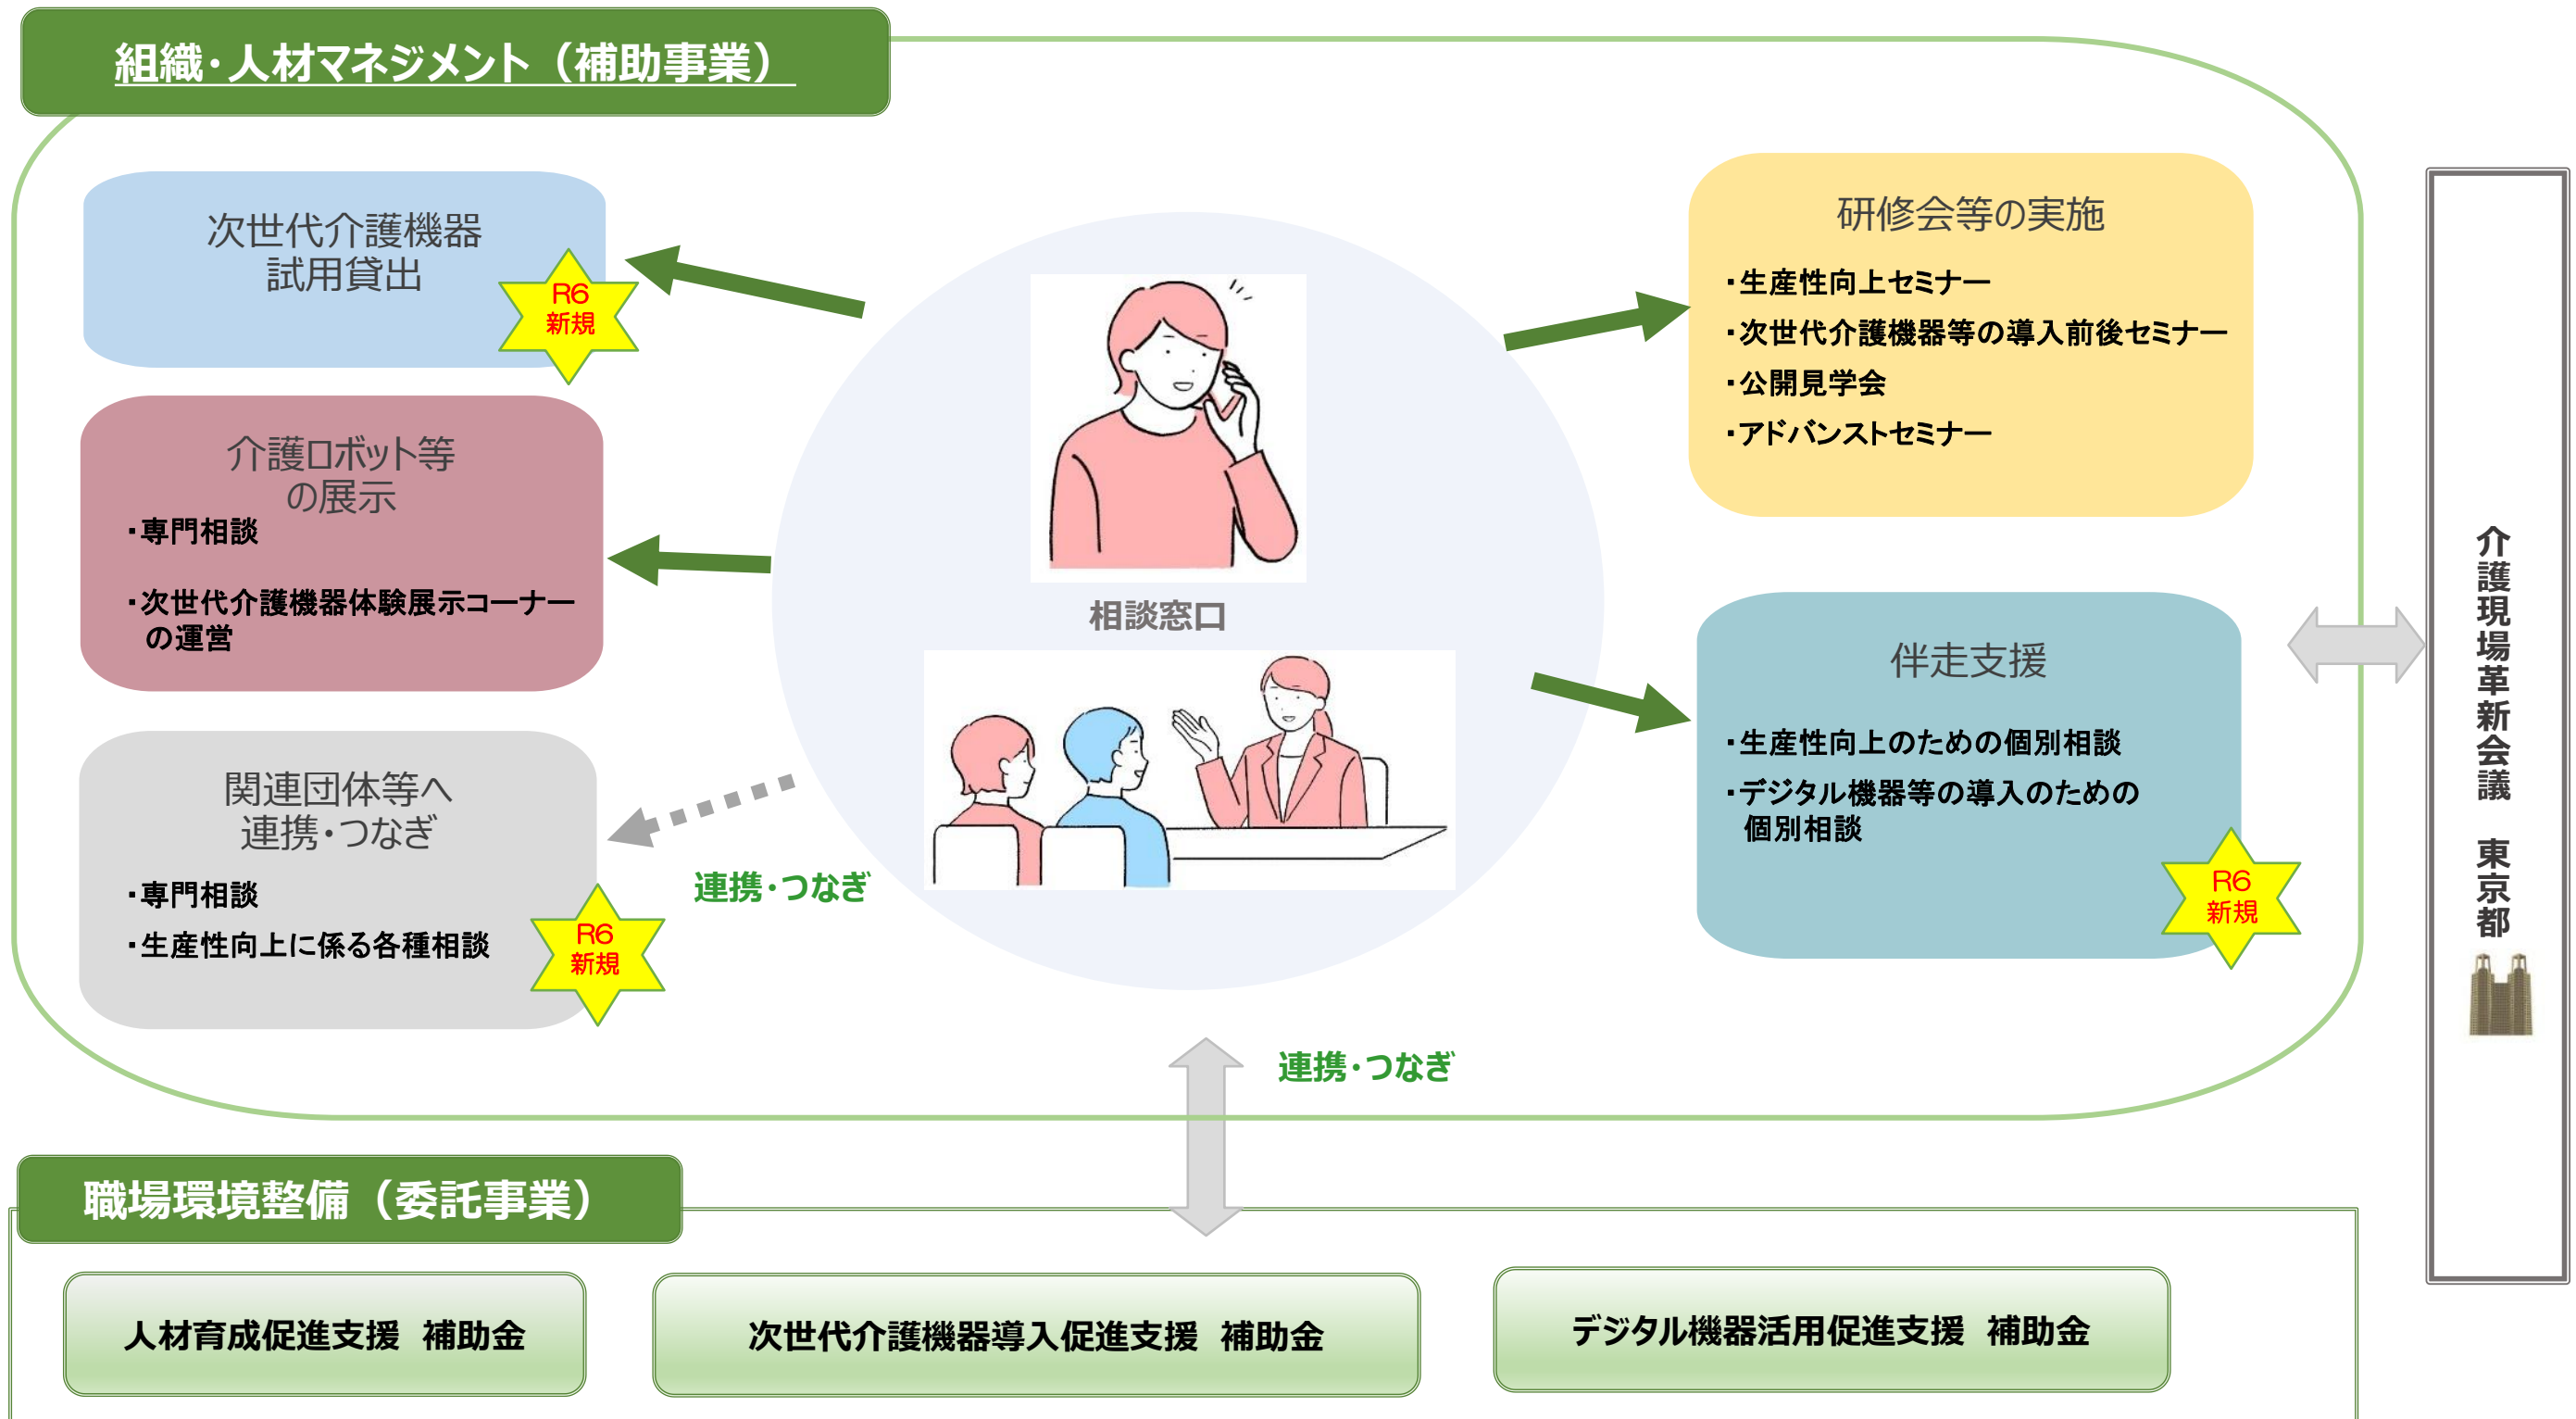 組織・人材マネジメント（補助事業）
次世代介護機器
試用貸出
R6
新規
介護ロボット等
の展示
・専門相談
・次世代介護機器体験展示コーナー
の運営
関連団体等へ
連携・つなぎ
・専門相談
・生産性向上に係る各種相談
R6
新規
連携・つなぎ
相談窓口
研修会等の実施
・生産性向上セミナー
・次世代介護機器等の導入前後セミナー
・公開見学会
・アドバンストセミナー
伴走支援
・生産性向上のための個別相談
・デジタル機器等の導入のための
個別相談
R6
新規
連携・つなぎ
介護現場革新会議　東京都
職場環境整備（委託事業）
人材育成促進支援 補助金
次世代介護機器導入促進支援 補助金
デジタル機器活用促進支援 補助金